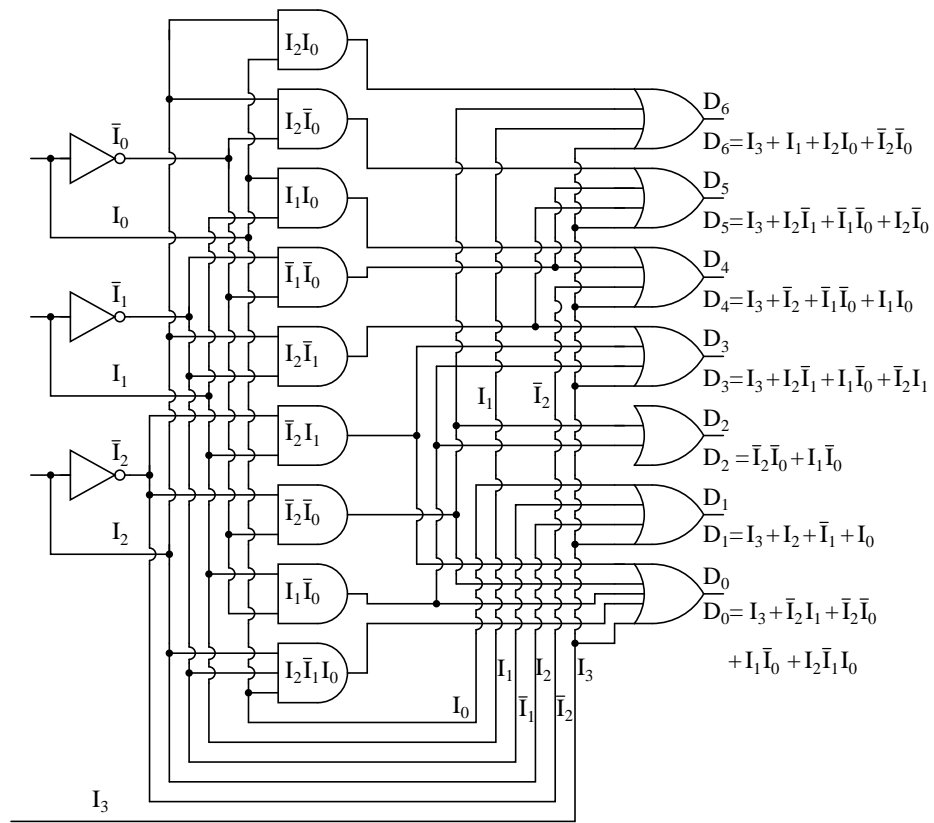 I₂I₀
D₆
I₂Ī₀
Ī₀
D₆= I₃ + I₁ + I₂I₀ + Ī₂Ī₀
D₅
I₁I₀
I₀
D₅= I₃ + I₂Ī₁ + Ī₁Ī₀ + I₂Ī₀
D₄
Ī₁Ī₀
Ī₁
D₄= I₃ + Ī₂ + Ī₁Ī₀ + I₁I₀
D₃
I₂Ī₁
I₁
I₁
Ī₂
D₃= I₃ + I₂Ī₁ + I₁Ī₀ + Ī₂I₁
D₂
Ī₂I₁
Ī₂
D₂ = Ī₂Ī₀ + I₁Ī₀
D₁
Ī₂Ī₀
I₂
D₁= I₃ + I₂ + Ī₁ + I₀
D₀
I₁Ī₀
D₀= I₃ + Ī₂I₁ + Ī₂Ī₀
+ I₁Ī₀ + I₂Ī₁I₀
I₂Ī₁I₀
I₁
I₂
I₃
I₀
Ī₁
Ī₂
I₃